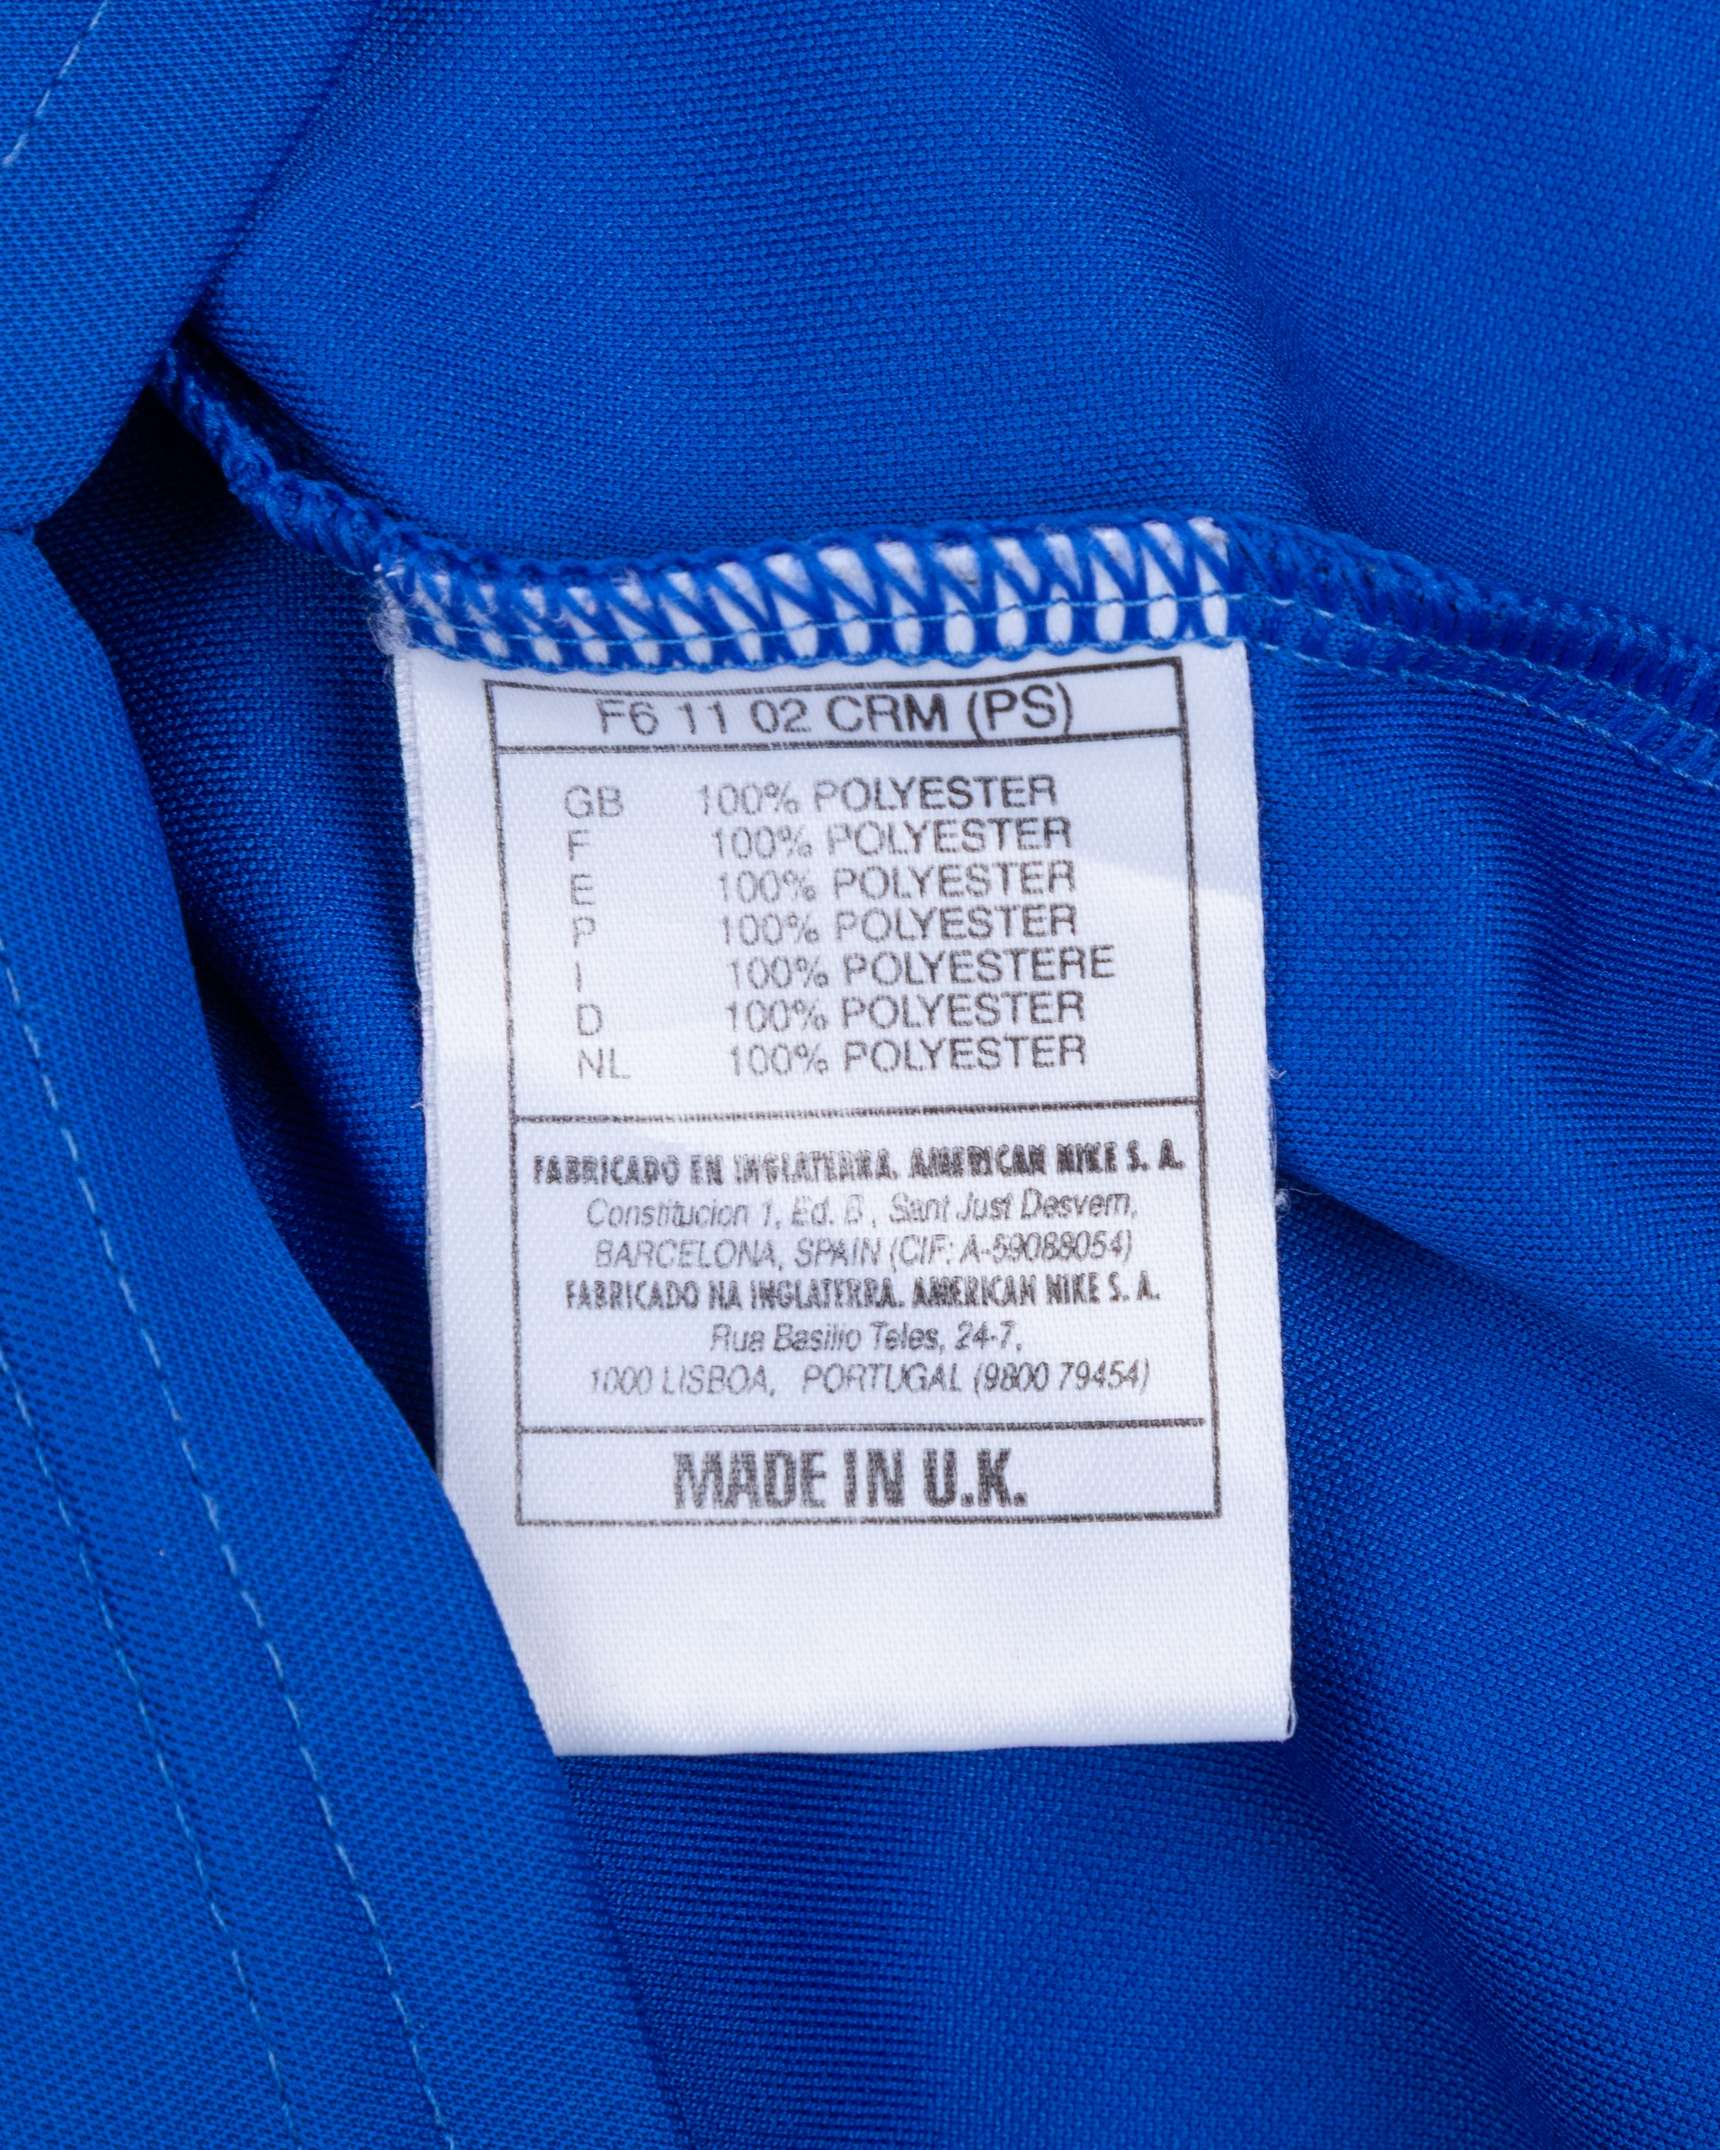 F6 11 02 CRM (PS)
GB 100% POLYESTER
F 100% POLYESTER
E 100% POLYESTER
P 100% POLYESTER
I 100% POLYESTERE
D 100% POLYESTER
NL 100% POLYESTER
FABRICADO EN INGLATERRA. AMERICAN NIKE S. A.
Constitucion 1, Ed. B, Sant Just Desvern,
BARCELONA, SPAIN (CIF: A-59088054)
FABRICADO NA INGLATERRA. AMERICAN NIKE S. A.
Rua Basilio Teles, 24-7,
1000 LISBOA, PORTUGAL (9800 79454)
MADE IN U.K.